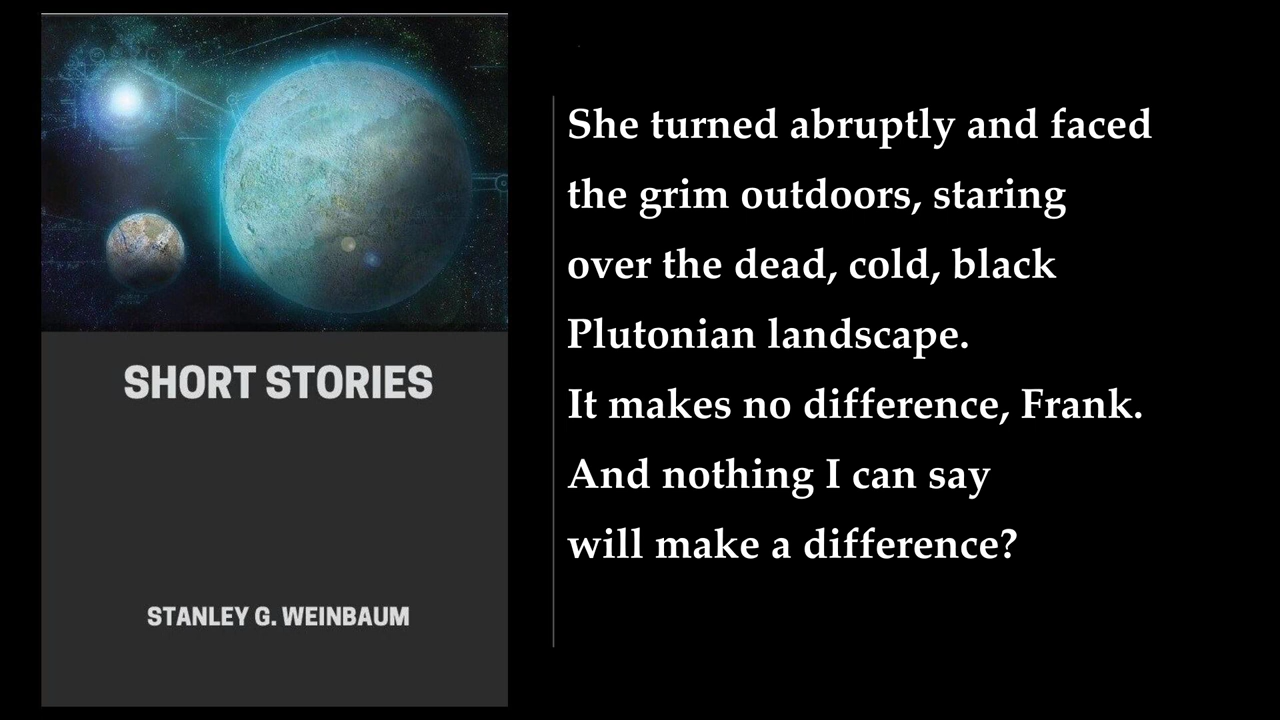 SHORT STORIES
STANLEY G. WEINBAUM
She turned abruptly and faced
the grim outdoors, staring
over the dead, cold, black
Plutonian landscape.
It makes no difference, Frank.
And nothing I can say
will make a difference?